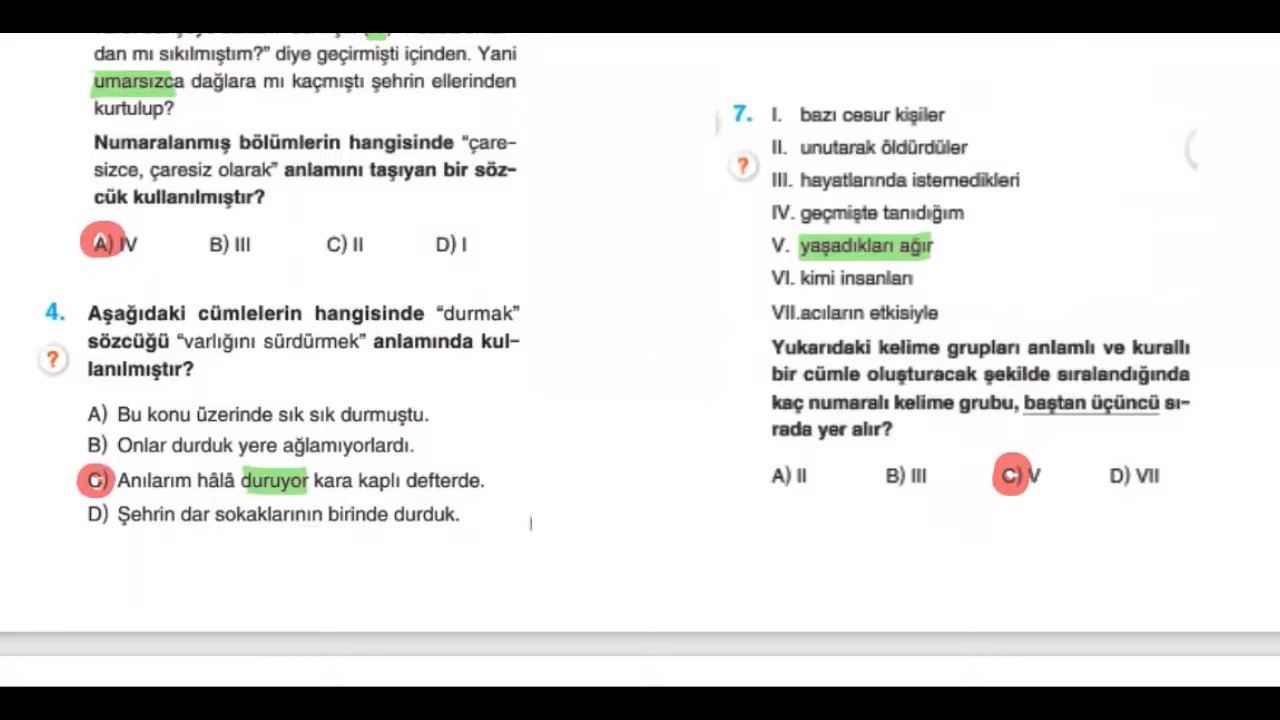 dan mı sıkılmıştım?" diye geçirmişti içinden. Yani
umarsızca dağlara mı kaçmıştı şehrin ellerinden
kurtulup?
Numaralanmış bölümlerin hangisinde "çare-
sizce, çaresiz olarak" anlamını taşıyan bir söz-
cük kullanılmıştır?
A) IV B) III C) II D) I
4. Aşağıdaki cümlelerin hangisinde "durmak"
sözcüğü "varlığını sürdürmek" anlamında kul-
? lanılmıştır?
A) Bu konu üzerinde sık sık durmuştu.
B) Onlar durduk yere ağlamıyorlardı.
C) Anılarım hâlâ duruyor kara kaplı defterde.
D) Şehrin dar sokaklarının birinde durduk.
7. I. bazı cesur kişiler
II. unutarak öldürdüler
? III. hayatlarında istemedikleri
IV. geçmişte tanıdığım
V. yaşadıkları ağır
VI. kimi insanları
VII.acıların etkisiyle
Yukarıdaki kelime grupları anlamlı ve kurallı
bir cümle oluşturacak şekilde sıralandığında
kaç numaralı kelime grubu, baştan üçüncü sı-
rada yer alır?
A) II B) III C) V D) VII